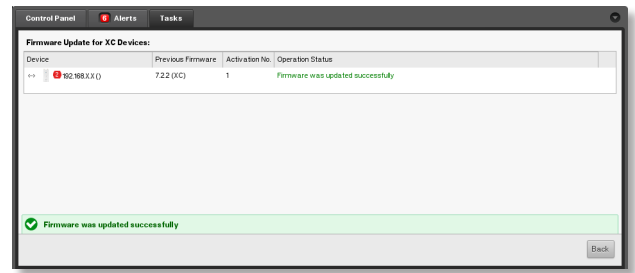 Control Panel 6 Alerts Tasks
Firmware Update for XC Devices:
Device Previous Firmware Activation No. Operation Status
2 192.168.X.X () 7.2.2 (XC) 1 Firmware was updated successfully
Firmware was updated successfully
Back